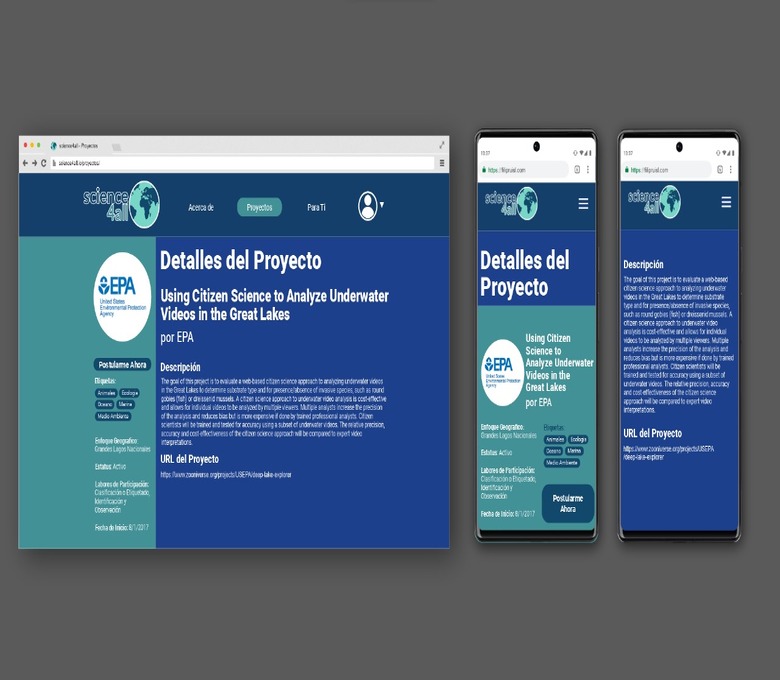 science4all - Proyectos
science4all.org/proyectos/
science
4all
Acerca de
Proyectos
Para Ti
EPA
United States
Environmental Protection
Agency
Postularme Ahora
Etiquetas:
Animales
Ecología
Océano
Marina
Medio Ambiente
Enfoque Geografico:
Grandes Lagos Nacionales
Estatus: Activo
Labores de Participación:
Clasificación o Etiquetado,
Identificación y
Observación
Fecha de Inicio: 8/1/2017
Detalles del Proyecto
Using Citizen Science to Analyze Underwater
Videos in the Great Lakes
por EPA
Descripción
The goal of this project is to evaluate a web-based citizen science approach to analyzing underwater videos
in the Great Lakes to determine substrate type and for presence/absence of invasive species, such as round
gobies (fish) or dreissenid mussels. A citizen science approach to underwater video analysis is cost-effective
and allows for individual videos to be analyzed by multiple viewers. Multiple analysts increase the precision
of the analysis and reduces bias but is more expensive if done by trained professional analysts. Citizen
scientists will be trained and tested for accuracy using a subset of underwater videos. The relative precision,
accuracy and cost-effectiveness of the citizen science approach will be compared to expert video
interpretations.
URL del Proyecto
https://www.zooniverse.org/projects/USEPA/deep-lake-explorer
science
4all
Detalles del
Proyecto
EPA
United States
Environmental Protection
Agency
Using Citizen
Science to
Analyze Underwater
Videos in the
Great Lakes
por EPA
Enfoque Geografico:
Grandes Lagos Nacionales
Estatus: Activo
Labores de Participación:
Clasificación o Etiquetado,
Identificación y
Observación
Fecha de Inicio: 8/1/2017
Etiquetas:
Animales
Ecología
Océano
Marina
Medio Ambiente
Postularme
Ahora
science
4all
Descripción
The goal of this project is to evaluate a web-based
citizen science approach to analyzing underwater
videos in the Great Lakes to determine substrate
type and for presence/absence of invasive species,
such as round gobies (fish) or dreissenid mussels. A
citizen science approach to underwater video
analysis is cost-effective and allows for individual
videos to be analyzed by multiple viewers. Multiple
analysts increase the precision of the analysis and
reduces bias but is more expensive if done by trained
professional analysts. Citizen scientists will be
trained and tested for accuracy using a subset of
underwater videos. The relative precision, accuracy
and cost-effectiveness of the citizen science
approach will be compared to expert video
interpretations.
URL del Proyecto
https://www.zooniverse.org/projects/USEPA
/deep-lake-explorer